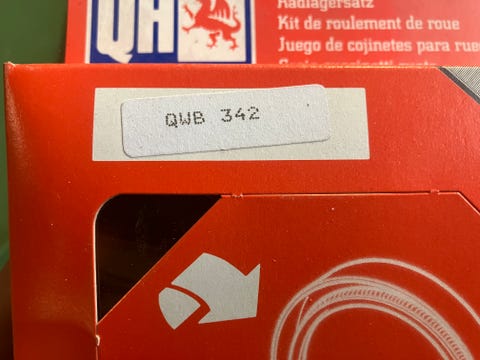 QH
Radlagersatz
Kit de roulement de roue
Juego de cojinetes para rue
QWB 342